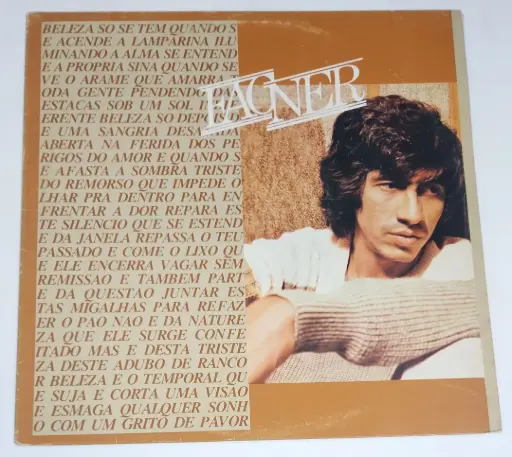 BELEZA SO SE TEM QUANDO S
E ACENDE A LAMPARINA ILU
MINANDO A ALMA SE ENTEND
E A PROPRIA SINA QUANDO SE
VE O ARAME QUE AMARRA T
ODA GENTE PENDENDO
ESTACAS SOB UM SOL
FAGNER
ERENTE BELEZA SO DE
E UMA SANGRIA DESA
ABERTA NA FERIDA DOS PE
RIGOS DO AMOR E QUANDO S
E AFASTA A SOMBRA TRISTE
DO REMORSO QUE IMPEDE O
LHAR PRA DENTRO PARA EN
FRENTAR A DOR REPARA ES
TE SILENCIO QUE SE ESTEND
E DA JANELA REPASSA O TEU
PASSADO E COME O LIXO QU
E ELE ENCERRA VAGAR SEM
REMISSAO E TAMBEM PART
E DA QUESTAO JUNTAR ES
TAS MIGALHAS PARA REFAZ
ER O PAO NAO E DA NATURE
ZA QUE ELE SURGE CONFE
ITADO MAS E DESTA TRISTE
ZA DESTE ADUBO DE RANCO
R BELEZA E O TEMPORAL QU
E SUJA E CORTA UMA VISAO
E ESMAGA QUALQUER SONH
O COM UM GRITO DE PAVOR